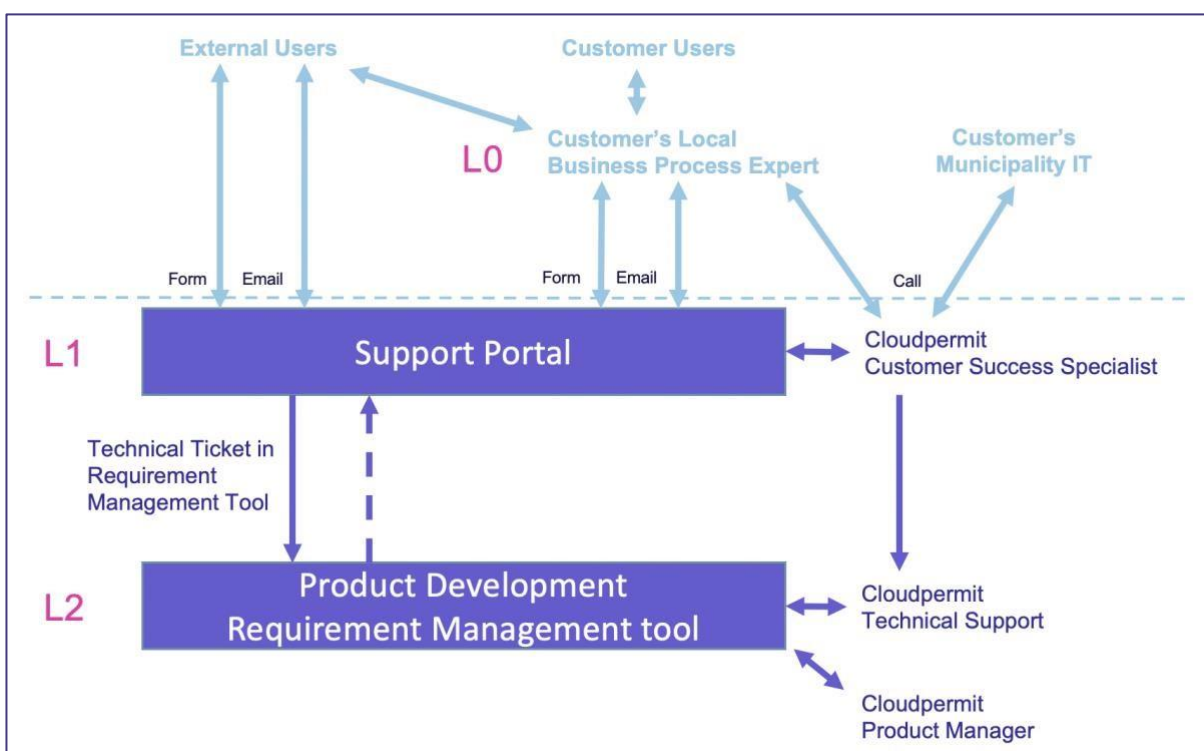 External Users
Customer Users
L0
Customer's Local
Business Process Expert
Customer's
Municipality IT
Form
Email
Form
Email
Call
L1
Support Portal
Cloudpermit
Customer Success Specialist
Technical Ticket in
Requirement
Management Tool
L2
Product Development
Requirement Management tool
Cloudpermit
Technical Support
Cloudpermit
Product Manager